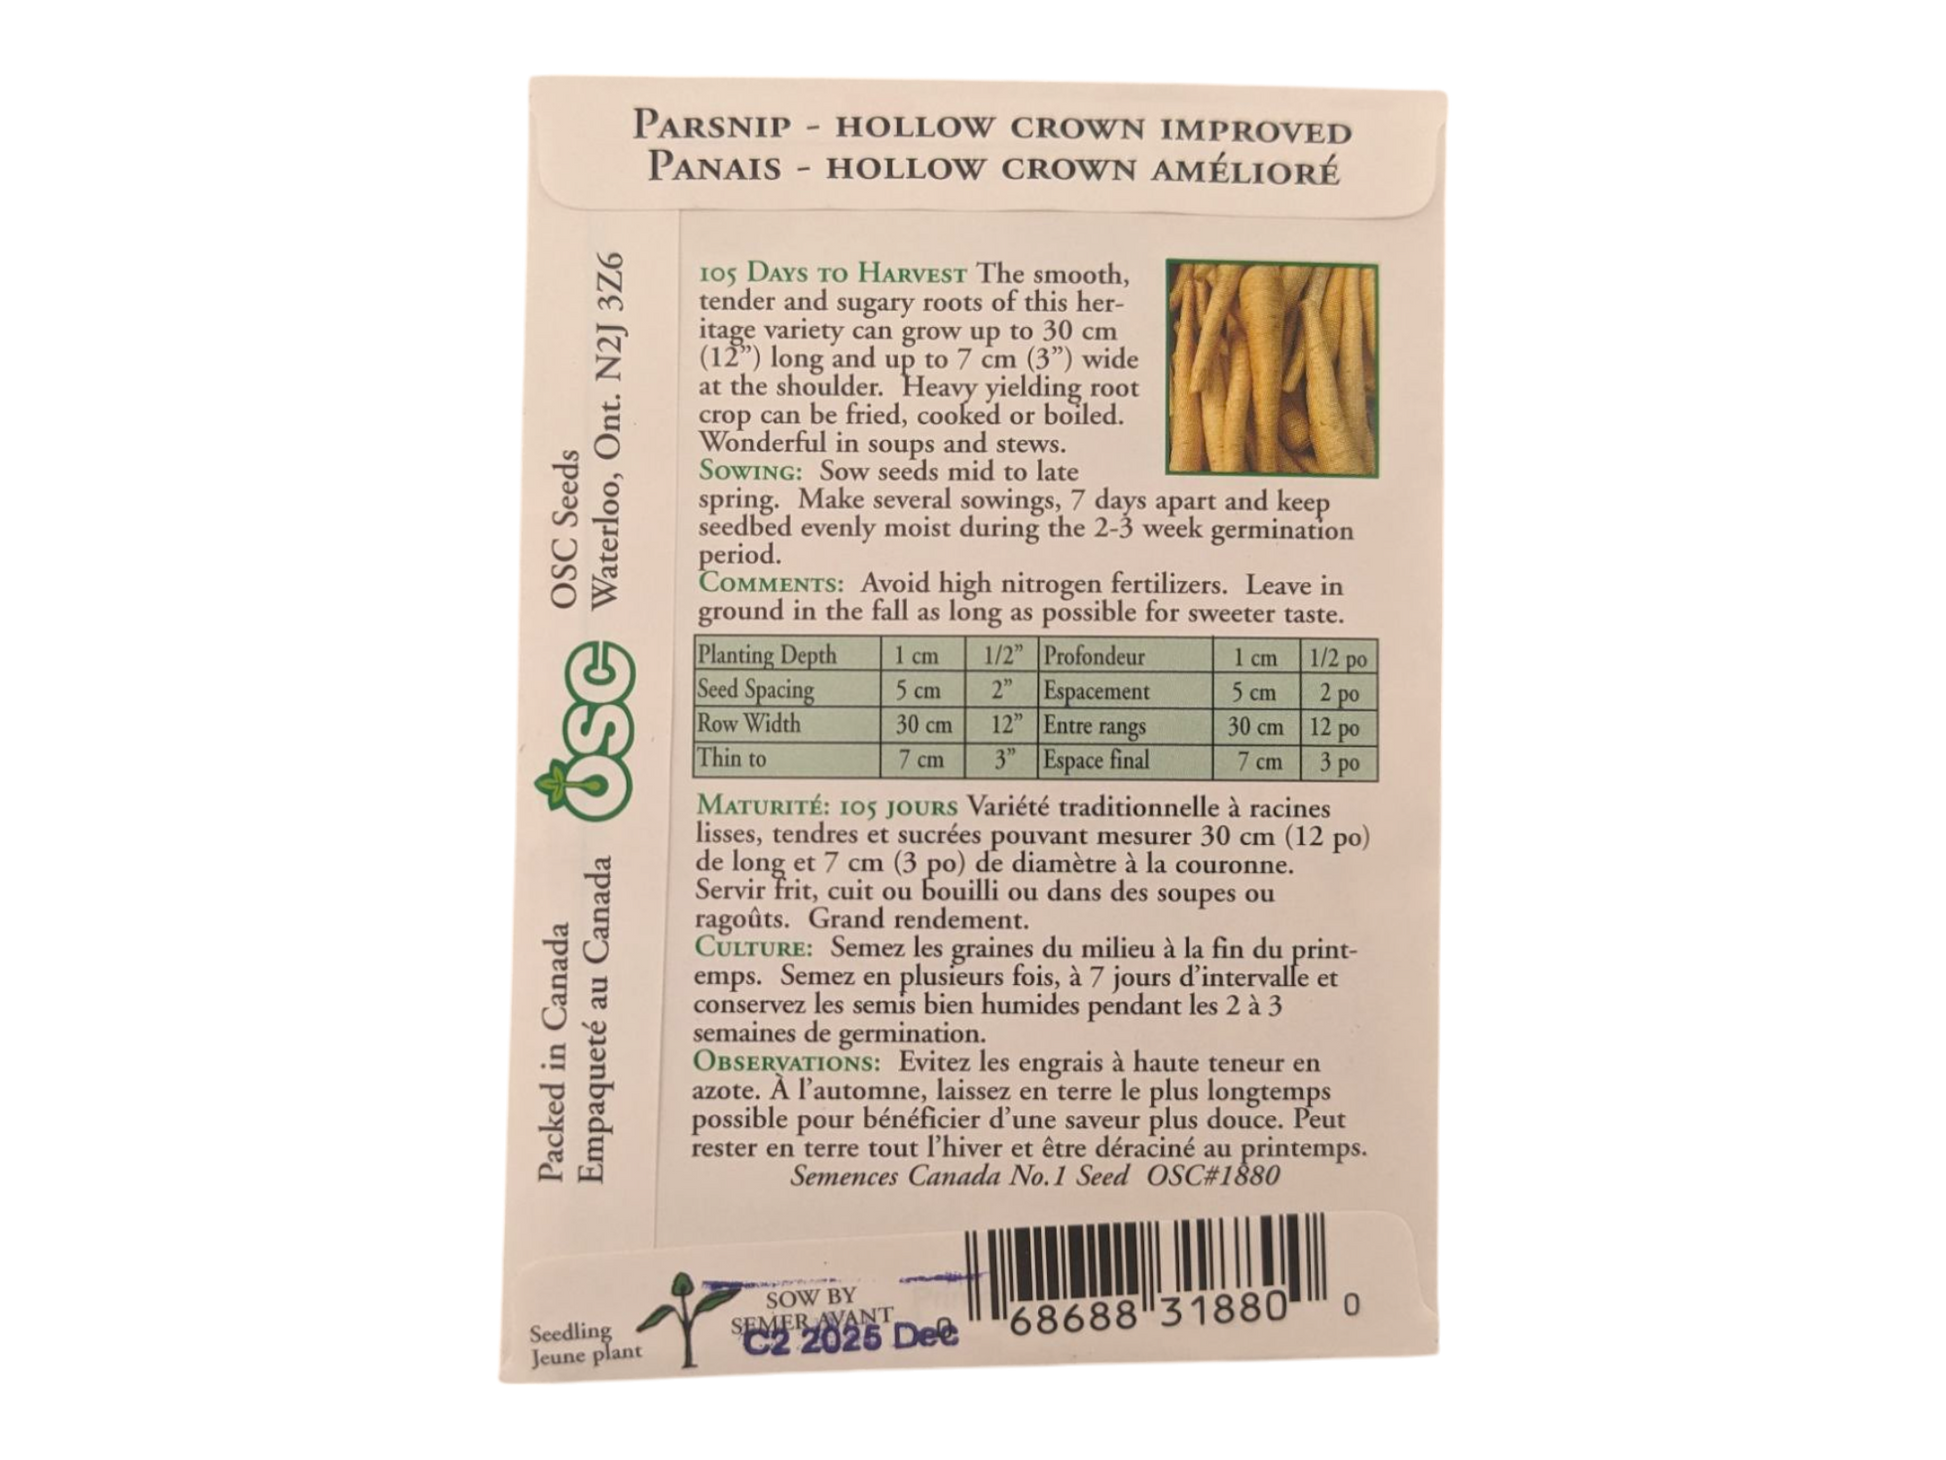 PARSNIP - HOLLOW CROWN IMPROVED
PANAIS - HOLLOW CROWN AMÉLIORÉ
105 DAYS TO HARVEST The smooth,
tender and sugary roots of this her-
itage variety can grow up to 30 cm
(12”) long and up to 7 cm (3”) wide
at the shoulder. Heavy yielding root
crop can be fried, cooked or boiled.
Wonderful in soups and stews.
SOWING: Sow seeds mid to late
spring. Make several sowings, 7 days apart and keep
seedbed evenly moist during the 2-3 week germination
period.
COMMENTS: Avoid high nitrogen fertilizers. Leave in
ground in the fall as long as possible for sweeter taste.
Planting Depth 1 cm 1/2” Profondeur 1 cm 1/2 po
Seed Spacing 5 cm 2” Espacement 5 cm 2 po
Row Width 30 cm 12” Entre rangs 30 cm 12 po
Thin to 7 cm 3” Espace final 7 cm 3 po
MATURITÉ: 105 JOURS Variété traditionnelle à racines
lisses, tendres et sucrées pouvant mesurer 30 cm (12 po)
de long et 7 cm (3 po) de diamètre à la couronne.
Servir frit, cuit ou bouilli ou dans des soupes ou
ragoûts. Grand rendement.
CULTURE: Semez les graines du milieu à la fin du print-
emps. Semez en plusieurs fois, à 7 jours d’intervalle et
conservez les semis bien humides pendant les 2 à 3
semaines de germination.
OBSERVATIONS: Evitez les engrais à haute teneur en
azote. À l’automne, laissez en terre le plus longtemps
possible pour bénéficier d’une saveur plus douce. Peut
rester en terre tout l’hiver et être déraciné au printemps.
Semences Canada No.1 Seed OSC#1880
OSC Seeds
Waterloo, Ont. N2J 3Z6
OSC
Packed in Canada
Empaqueté au Canada
Seedling
Jeune plant
SOW BY
SEMER AVANT
C2 2025 Dec
0 68688 31880 0